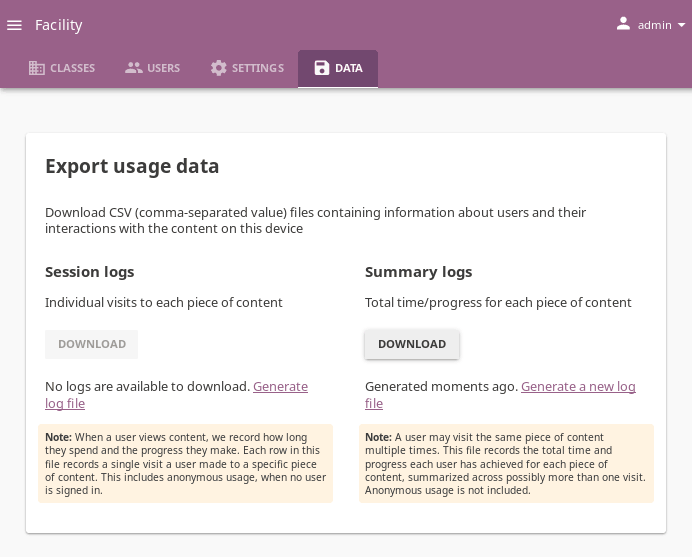 Facility
admin
CLASSES
USERS
SETTINGS
DATA
Export usage data
Download CSV (comma-separated value) files containing information about users and their
interactions with the content on this device
Session logs
Individual visits to each piece of content
DOWNLOAD
No logs are available to download. Generate
log file
Note: When a user views content, we record how long
they spend and the progress they make. Each row in this
file records a single visit a user made to a specific piece
of content. This includes anonymous usage, when no user
is signed in.
Summary logs
Total time/progress for each piece of content
DOWNLOAD
Generated moments ago. Generate a new log
file
Note: A user may visit the same piece of content
multiple times. This file records the total time and
progress each user has achieved for each piece of
content, summarized across possibly more than one visit.
Anonymous usage is not included.